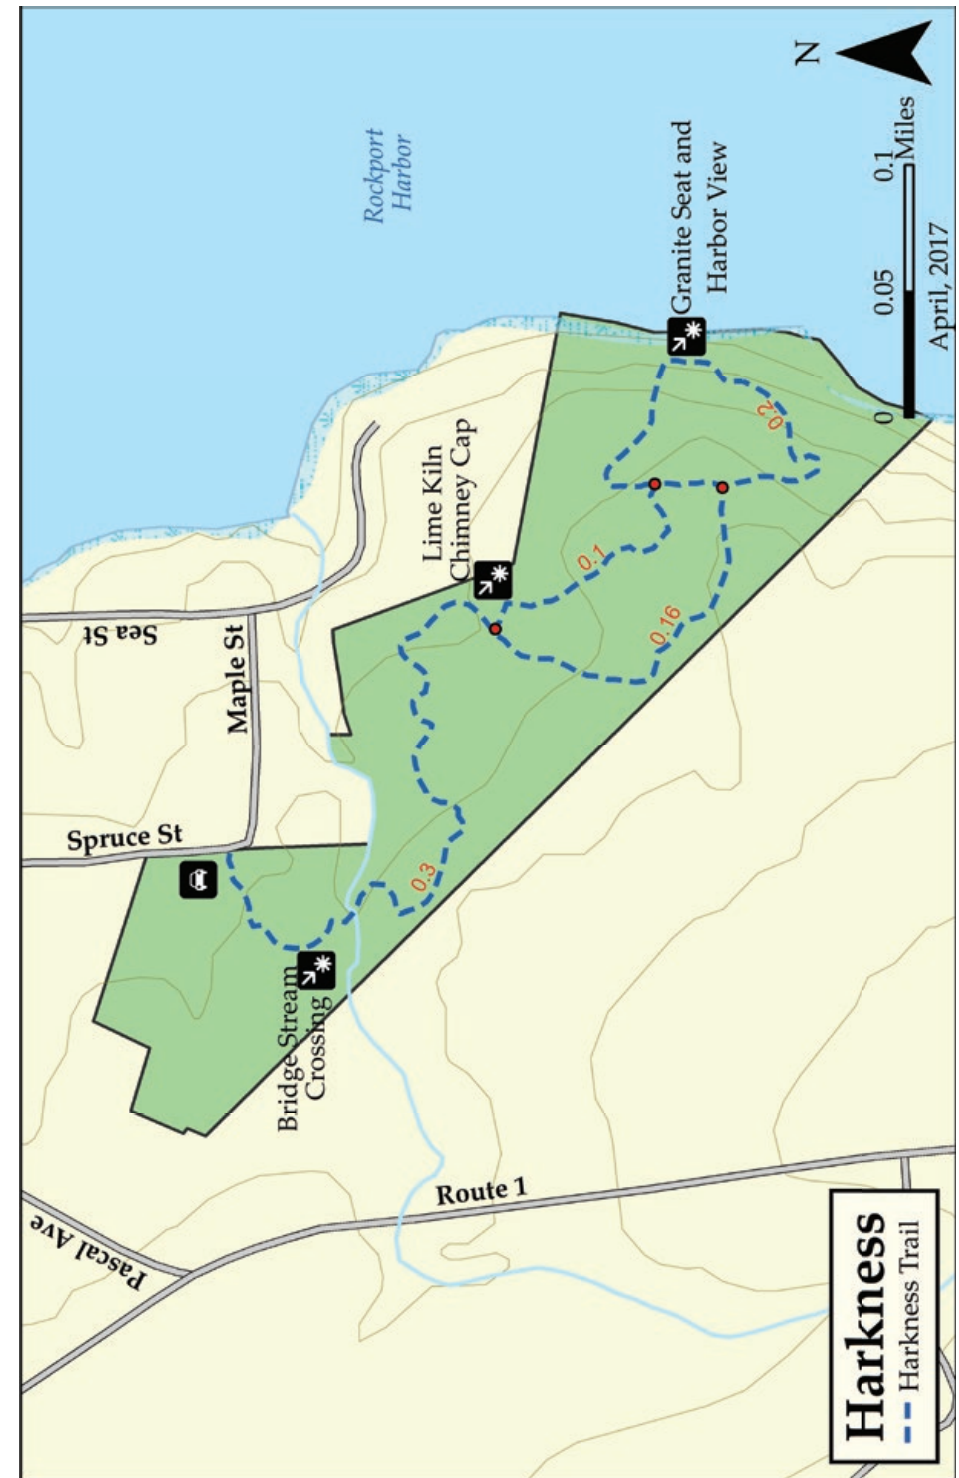 Pascal Ave
Spruce St
Maple St
Sea St
Rockport
Harbor
Route 1
Bridge Stream
Crossing
0.3
Lime Kiln
Chimney Cap
0.1
0.16
0.2
Granite Seat and
Harbor View
N
0 0.05 0.1
Miles
April, 2017
Harkness
Harkness Trail